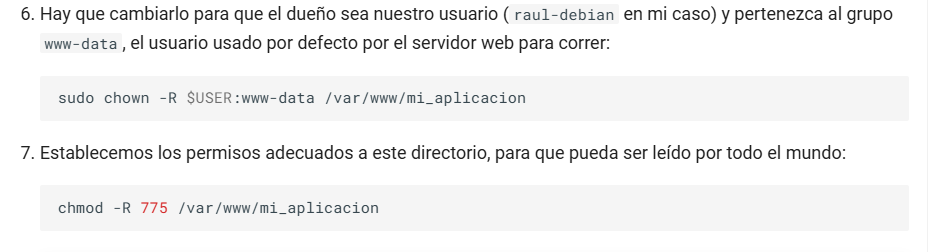 6. Hay que cambiarlo para que el dueño sea nuestro usuario ( raul-debian en mi caso) y pertenezca al grupo
www-data , el usuario usado por defecto por el servidor web para correr:
sudo chown -R $USER:www-data /var/www/mi_aplicacion
7. Establecemos los permisos adecuados a este directorio, para que pueda ser leído por todo el mundo:
chmod -R 775 /var/www/mi_aplicacion